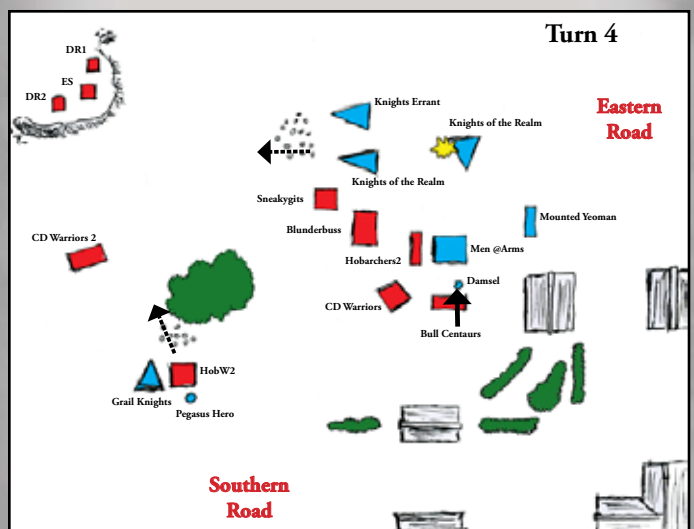 Turn 4
DR1
ES
DR2
Knights Errant
Knights of the Realm
Eastern
Road
Knights of the Realm
Sneakygits
Blunderbuss
Mounted Yeoman
CD Warriors 2
Hobarchers2
Men @Arms
Damsel
CD Warriors
Bull Centaurs
HobW2
Grail Knights
Pegasus Hero
Southern
Road